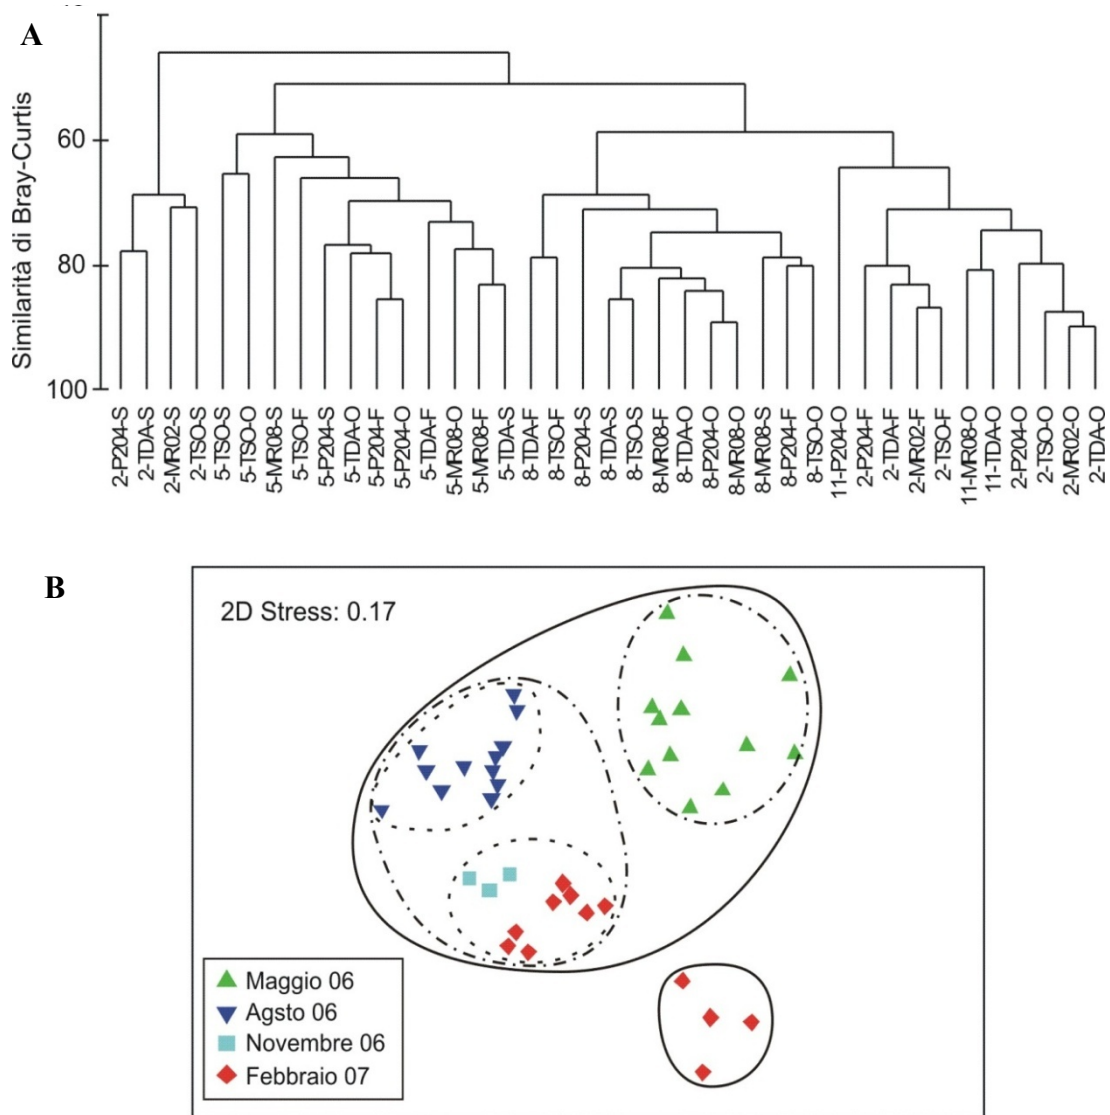 A
Similarità di Bray-Curtis
60
80
100
2-P204-S
2-TDA-S
2-MR02-S
2-TSO-S
5-TSO-S
5-TSO-O
5-MR08-S
5-TSO-F
5-P204-S
5-TDA-O
5-P204-F
5-P204-O
5-TDA-F
5-MR08-O
5-MR08-F
5-TDA-S
8-TDA-F
8-TSO-F
8-P204-S
8-TDA-S
8-TSO-S
8-MR08-F
8-TDA-O
8-P204-O
8-MR08-O
8-MR08-S
8-P204-F
8-TSO-O
11-P204-O
2-P204-F
2-TDA-F
2-MR02-F
2-TSO-F
11-MR08-O
11-TDA-O
2-P204-O
2-TSO-O
2-MR02-O
2-TDA-O
B
2D Stress: 0.17
Maggio 06
Agsto 06
Novembre 06
Febbraio 07